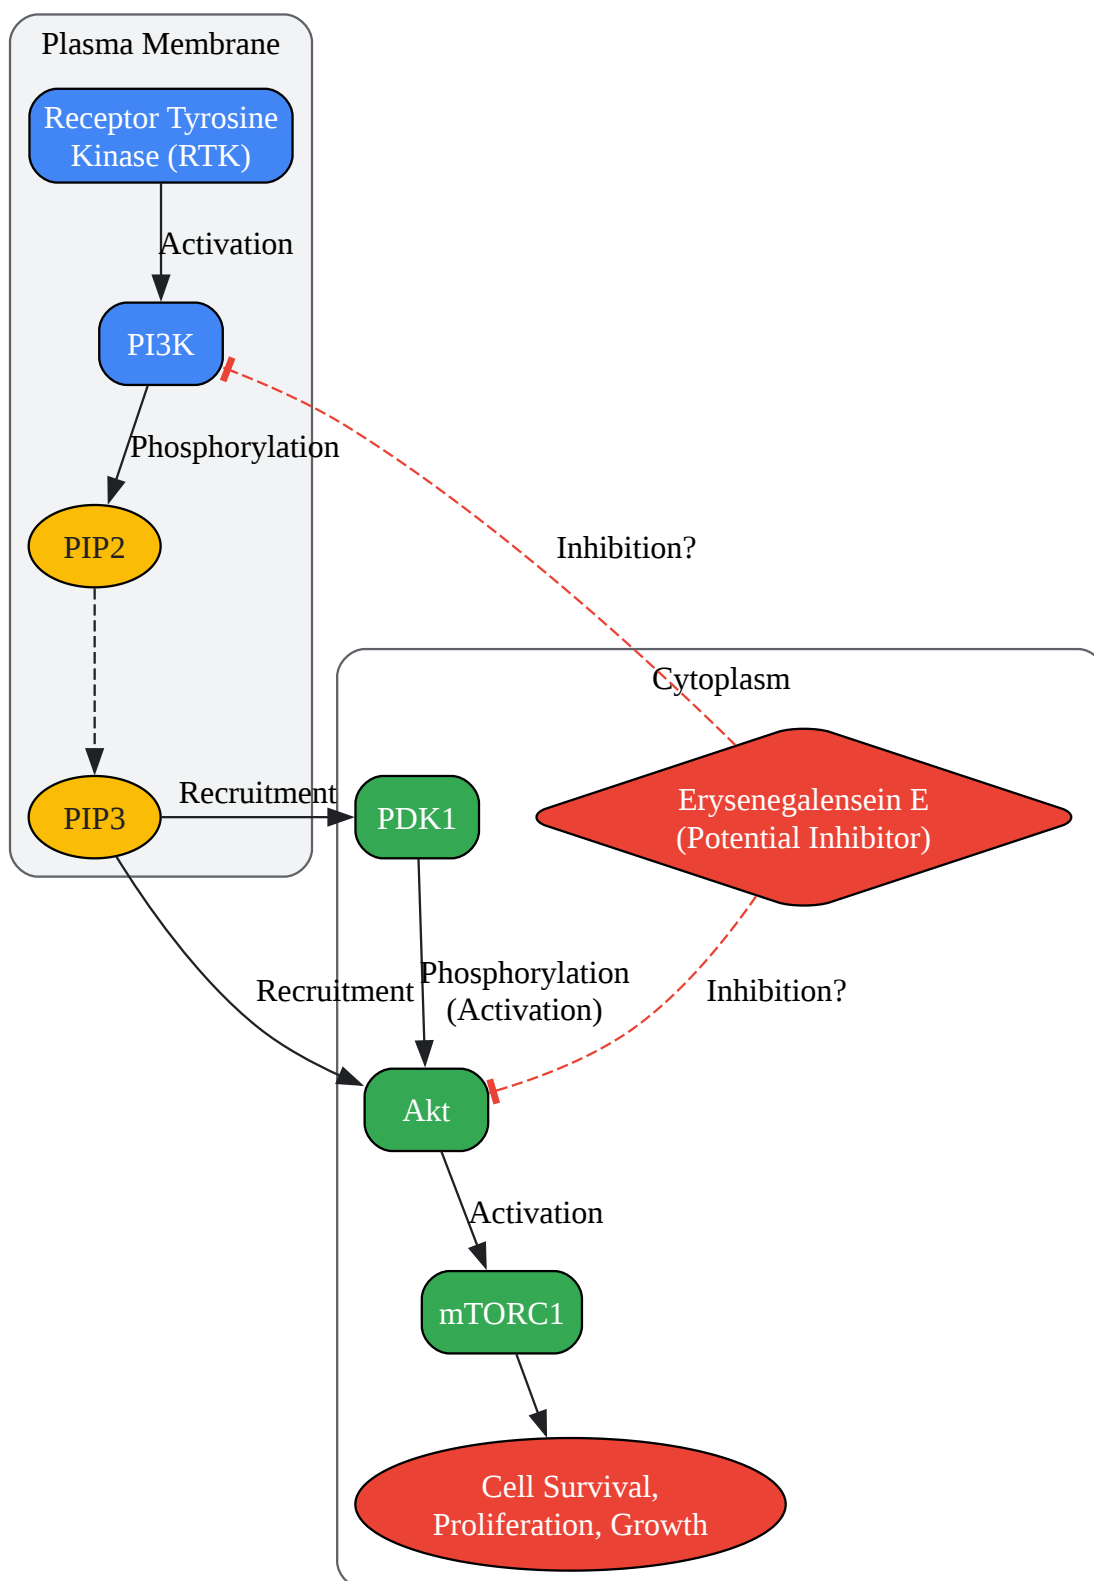 Plasma Membrane
Receptor Tyrosine
Kinase (RTK)
Activation
PI3K
Phosphorylation
PIP2
Inhibition?
Cytoplasm
PIP3
Recruitment
PDK1
Erysenegalensein E
(Potential Inhibitor)
Recruitment
Phosphorylation
(Activation)
Inhibition?
Akt
Activation
mTORC1
Cell Survival,
Proliferation, Growth